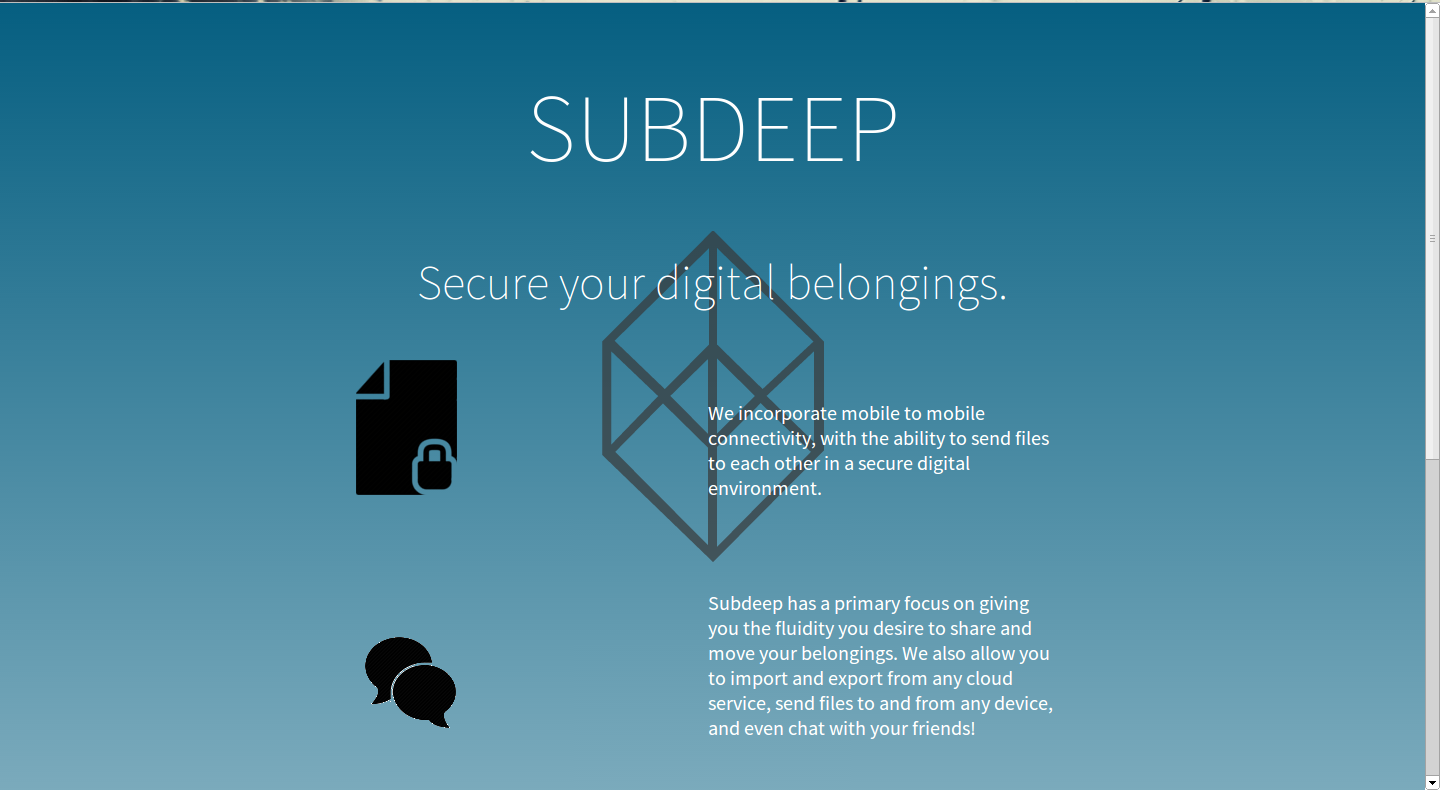 SUBDEEP
Secure your digital belongings.
We incorporate mobile to mobile
connectivity, with the ability to send files
to each other in a secure digital
environment.
Subdeep has a primary focus on giving
you the fluidity you desire to share and
move your belongings. We also allow you
to import and export from any cloud
service, send files to and from any device,
and even chat with your friends!